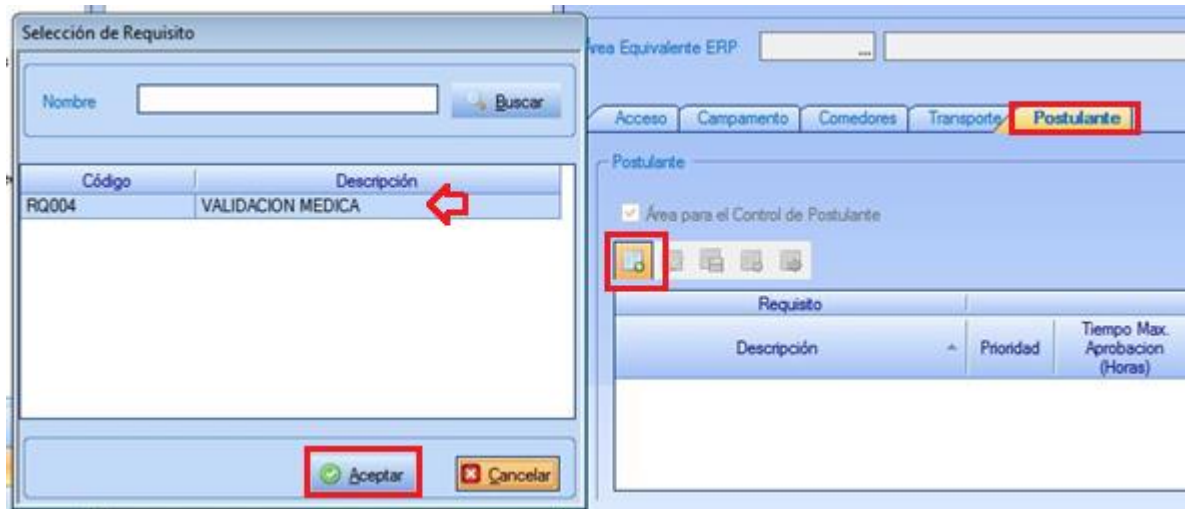 Selección de Requisito
Nombre
Buscar
Código Descripción
RQ004 VALIDACION MEDICA
Aceptar Cancelar
Área Equivalente ERP ...
Acceso Campamento Comedores Transporte Postulante
Postulante
Área para el Control de Postulante
Requisito
Descripción Prioridad Tiempo Max.
Aprobacion
(Horas)